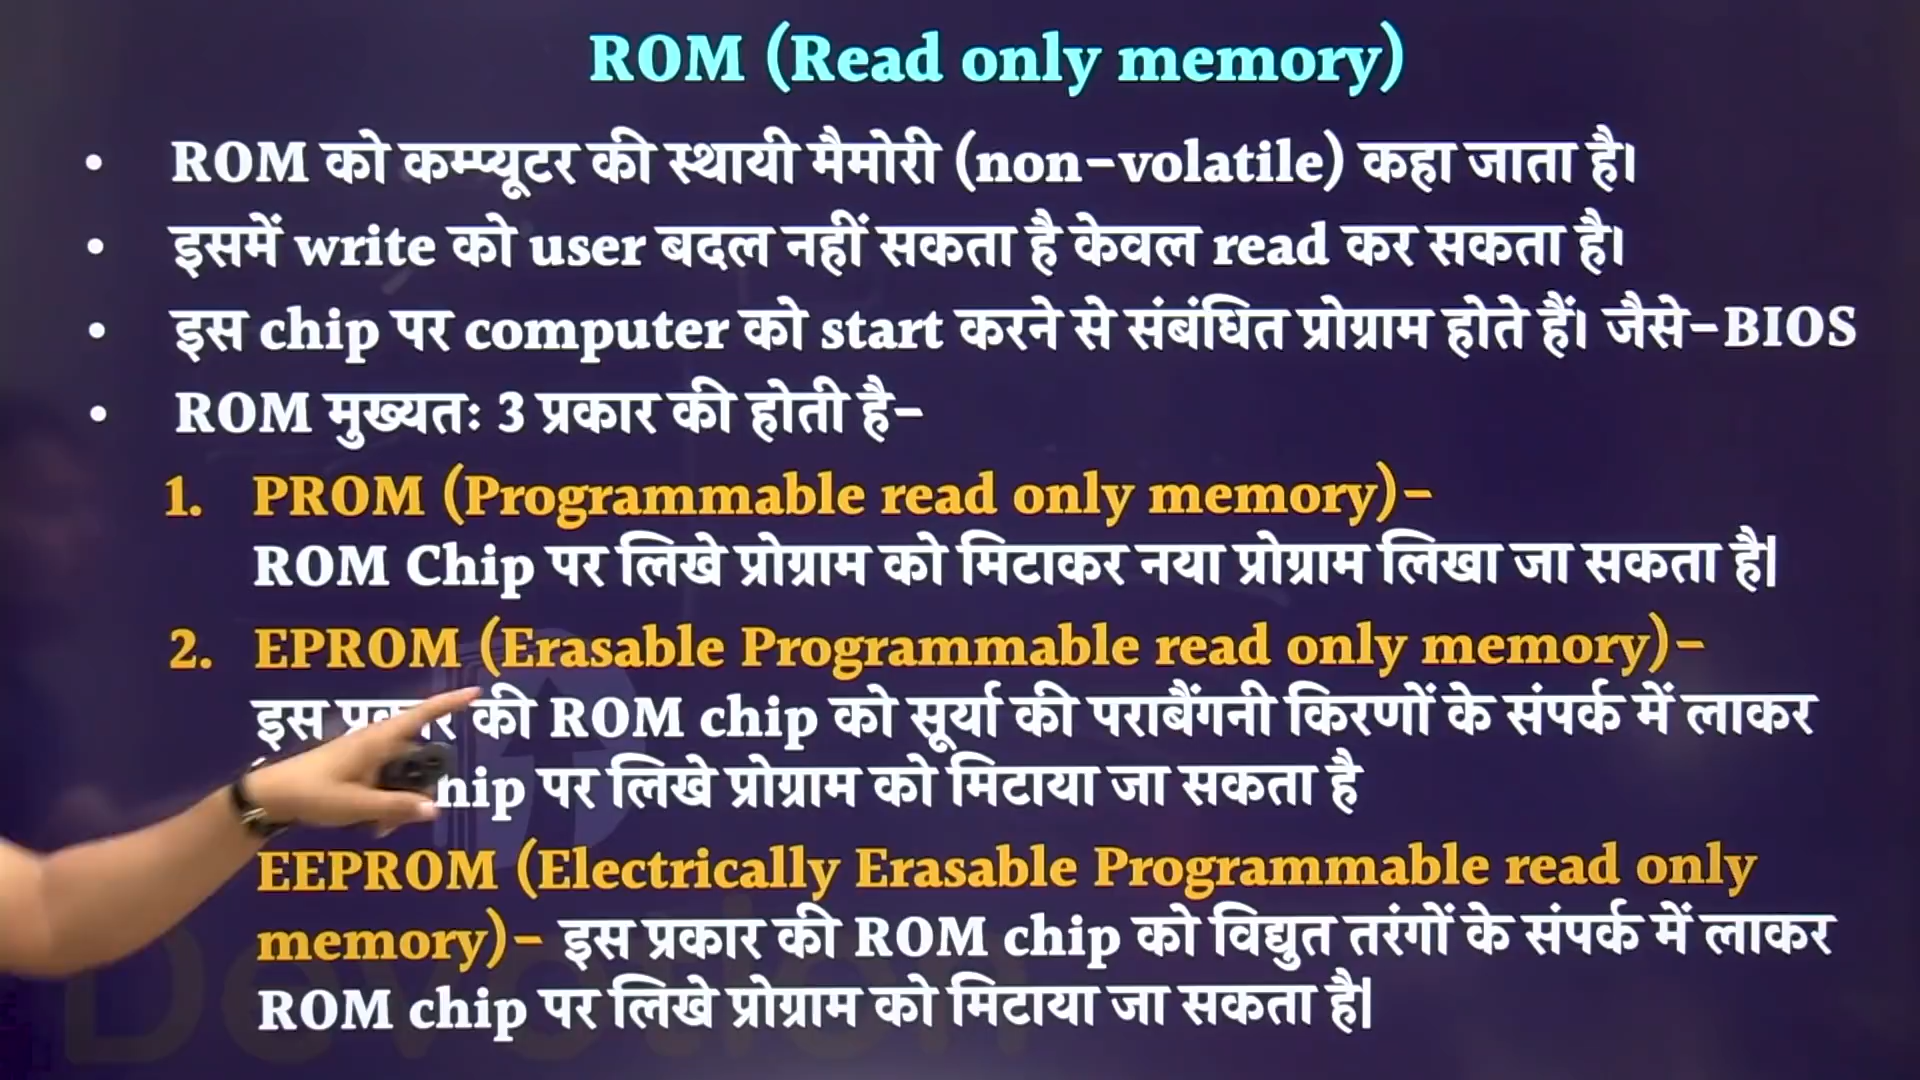 ROM (Read only memory)
• ROM को कम्प्यूटर की स्थायी मैमोरी (non-volatile) कहा जाता है।
• इसमें write को user बदल नहीं सकता है केवल read कर सकता है।
• इस chip पर computer को start करने से संबंधित प्रोग्राम होते हैं। जैसे-BIOS
• ROM मुख्यतः 3 प्रकार की होती है-
1. PROM (Programmable read only memory)-
ROM Chip पर लिखे प्रोग्राम को मिटाकर नया प्रोग्राम लिखा जा सकता है|
2. EPROM (Erasable Programmable read only memory)-
इस प्रकार की ROM chip को सूर्या की पराबैंगनी किरणों के संपर्क में लाकर
hip पर लिखे प्रोग्राम को मिटाया जा सकता है
EEPROM (Electrically Erasable Programmable read only
memory)- इस प्रकार की ROM chip को विद्युत तरंगों के संपर्क में लाकर
ROM chip पर लिखे प्रोग्राम को मिटाया जा सकता है|